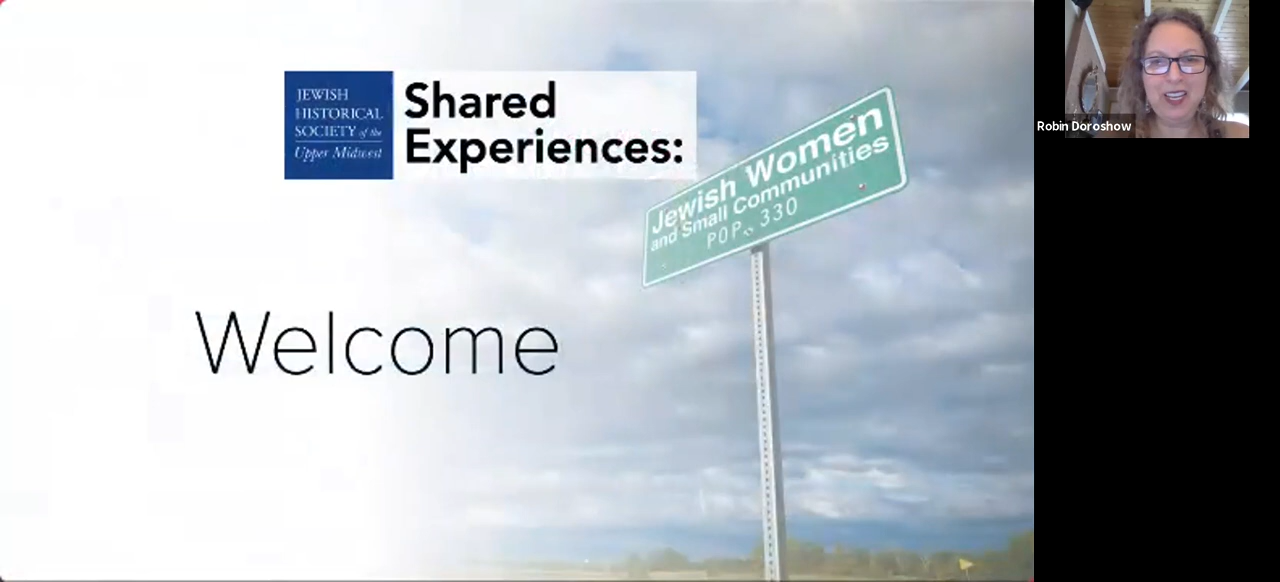 JEWISH
HISTORICAL
SOCIETY of the
Upper Midwest
Shared
Experiences:
Jewish Women
and Small Communities
POP. 330
Welcome
Robin Doroshow